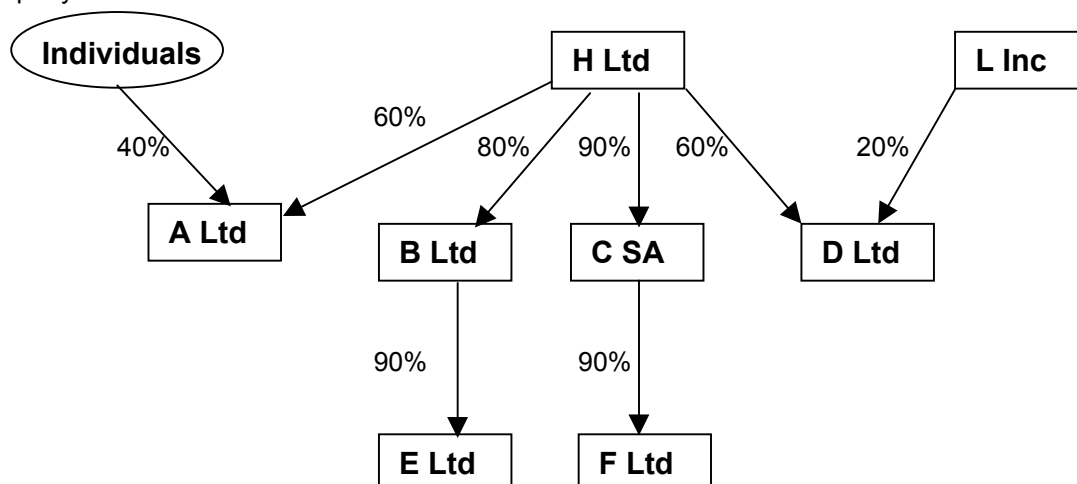 Individuals
H Ltd
L Inc
60%
40%
80%
90%
60%
20%
A Ltd
B Ltd
C SA
D Ltd
90%
90%
E Ltd
F Ltd